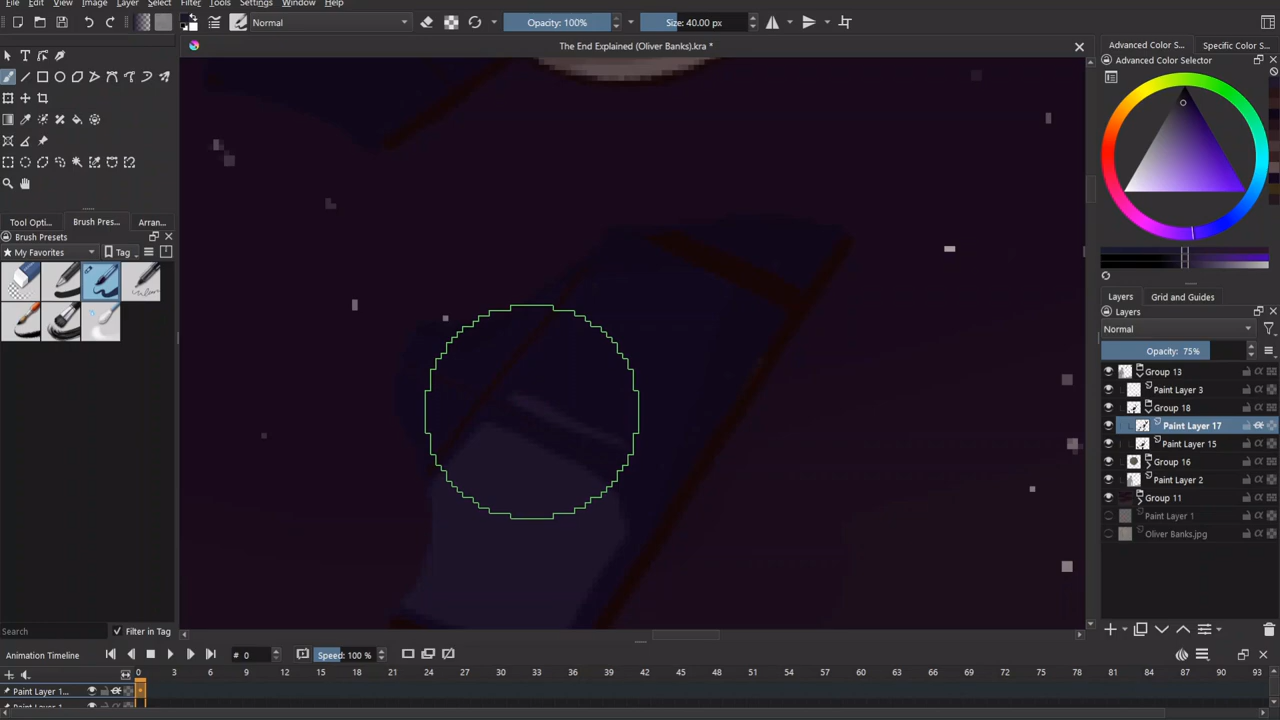 File Edit View Image Layer Select Filter Tools Settings Window Help
Normal
Opacity: 100%
Size: 40.00 px
The End Explained (Oliver Banks).kra *
Advanced Color S...
Specific Color S...
Advanced Color Selector
Tool Opti...
Brush Pres...
Arran...
Brush Presets
★ My Favorites
Tag
Search
Filter in Tag
Layers
Grid and Guides
Layers
Normal
Opacity: 75%
Group 13
Paint Layer 3
Group 18
Paint Layer 17
Paint Layer 15
Group 16
Paint Layer 2
Group 11
Paint Layer 1
Oliver Banks.jpg
Animation Timeline
# 0
Speed: 100 %
0 3 6 9 12 15 18 21 24 27 30 33 36 39 42 45 48 51 54 57 60 63 66 69 72 75 78 81 84 87 90 93
Paint Layer 1...